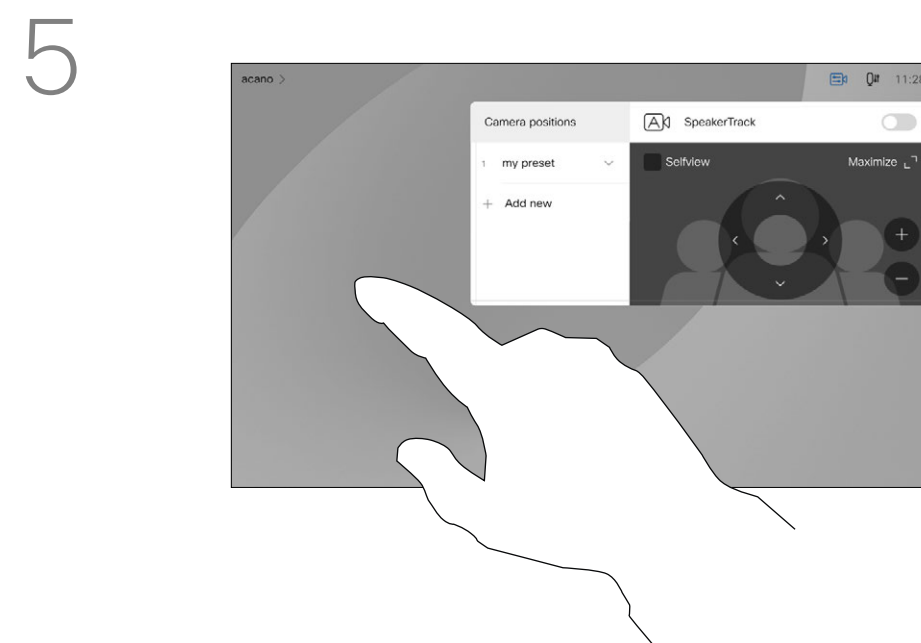 5
acano >
11:28
Camera positions
A SpeakerTrack
1 my preset
Selfview
Maximize
+ Add new
+
−